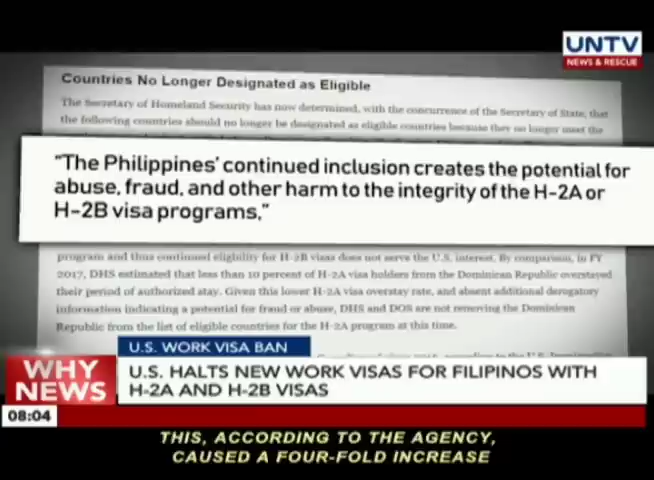 UNTV
NEWS & RESCUE
Countries No Longer Designated as Eligible
The Secretary of Homeland Security has now determined, with the concurrence of the Secretary of State, that
the following countries should no longer be designated as eligible countries because they no longer meet the
"The Philippines' continued inclusion creates the potential for
abuse, fraud, and other harm to the integrity of the H-2A or
H-2B visa programs,"
program and thus continued eligibility for H-2B visas does not serve the U.S. interest. By comparison, in FY
2017, DHS estimated that less than 10 percent of H-2A visa holders from the Dominican Republic overstayed
their period of authorized stay. Given this lower H-2A visa overstay rate, and absent additional derogatory
information indicating a potential for fraud or abuse, DHS and DOS are not removing the Dominican
Republic from the list of eligible countries for the H-2A program at this time.
U.S. WORK VISA BAN
WHY
NEWS
U.S. HALTS NEW WORK VISAS FOR FILIPINOS WITH
H-2A AND H-2B VISAS
08:04
THIS, ACCORDING TO THE AGENCY,
CAUSED A FOUR-FOLD INCREASE